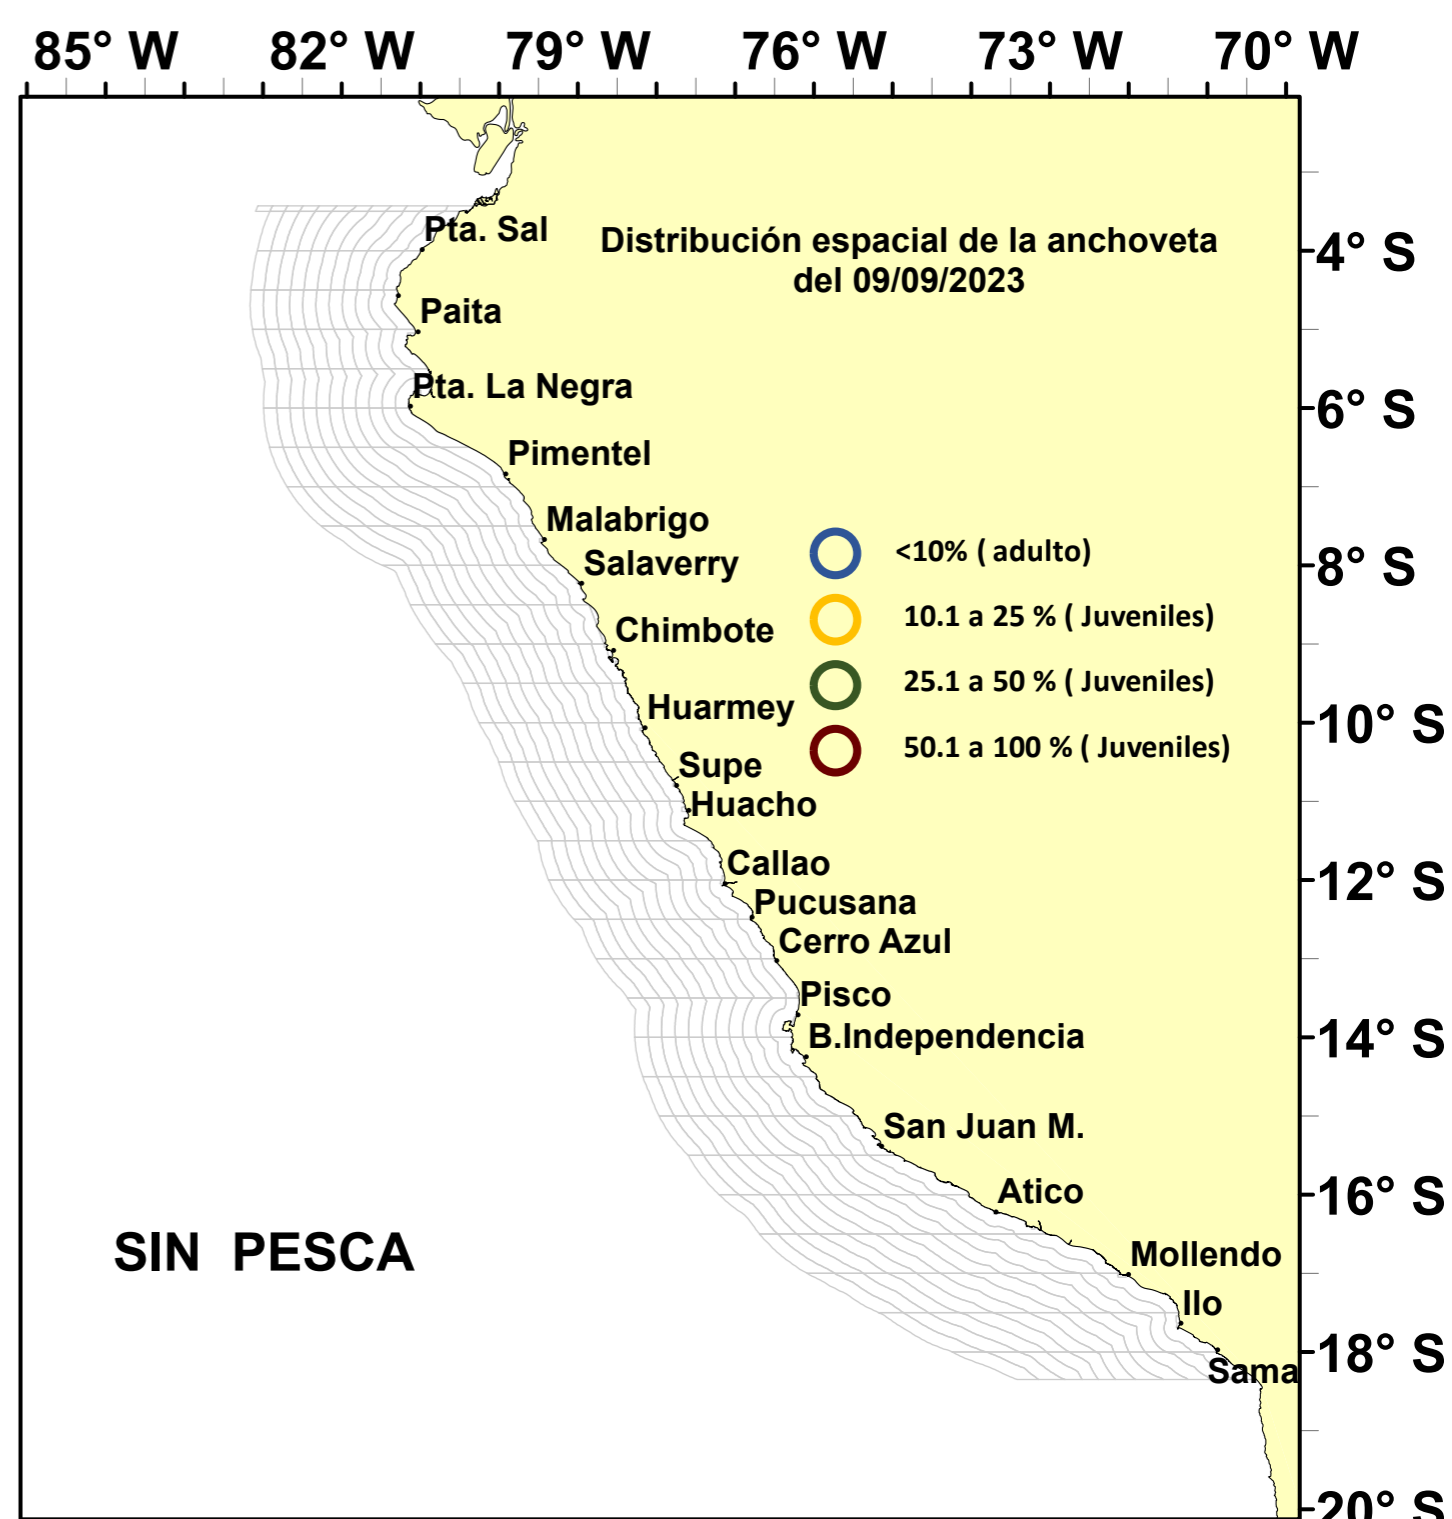 85° W 82° W 79° W 76° W 73° W 70° W
Pta. Sal
Distribución espacial de la anchoveta
del 09/09/2023
4° S
Paita
Pta. La Negra
6° S
Pimentel
Malabrigo
<10% ( adulto)
Salaverry
8° S
10.1 a 25 % ( Juveniles)
Chimbote
25.1 a 50 % ( Juveniles)
Huarmey
10° S
50.1 a 100 % ( Juveniles)
Supe
Huacho
Callao
12° S
Pucusana
Cerro Azul
Pisco
B.Independencia
14° S
San Juan M.
Atico
16° S
SIN PESCA
Mollendo
Ilo
18° S
Sama
20° S